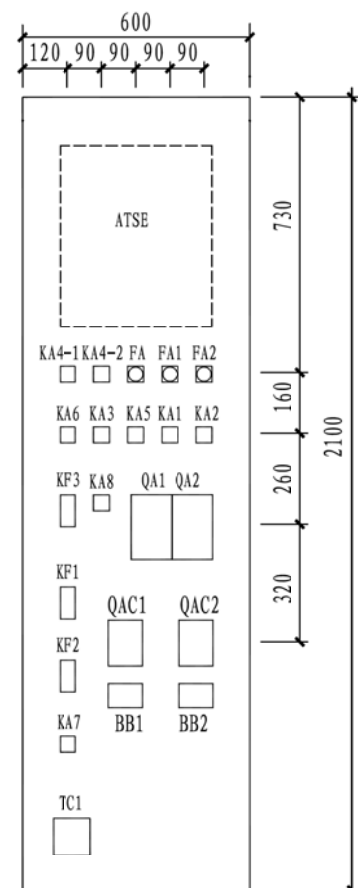 600
120 90 90 90 90
ATSE
730
KA4-1 KA4-2 FA FA1 FA2
160
KA6 KA3 KA5 KA1 KA2
2100
260
KF3 KA8 QA1 QA2
320
KF1
QAC1 QAC2
KF2
KA7 BB1 BB2
TC1